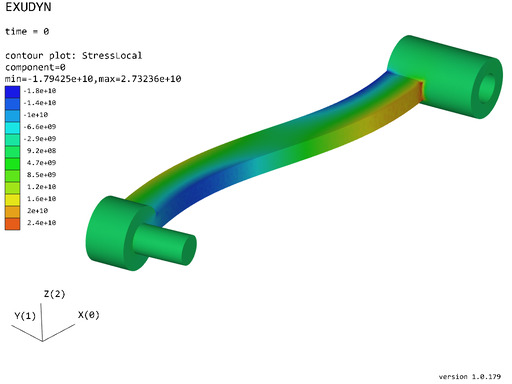 EXUDYN
time = 0
contour plot: StressLocal
component=0
min=-1.79425e+10,max=2.73236e+10
-1.8e+10
-1.4e+10
-1e+10
-6.6e+09
-2.9e+09
9.2e+08
4.7e+09
8.5e+09
1.2e+10
1.6e+10
2e+10
2.4e+10
Z(2)
Y(1) X(0)
version 1.0.179